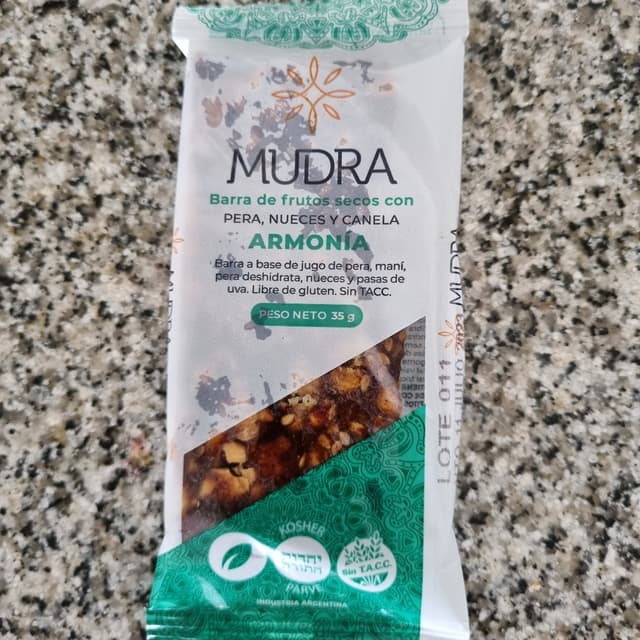 MUDRA
Barra de frutos secos con
PERA, NUECES Y CANELA
ARMONÍA
Barra a base de jugo de pera, maní,
pera deshidrata, nueces y pasas de
uva. Libre de gluten. Sin TACC.
PESO NETO 35 g
MUDRA
LOTE 011
KOSHER
PARVE
Sin T.A.C.C.
INDUSTRIA ARGENTINA